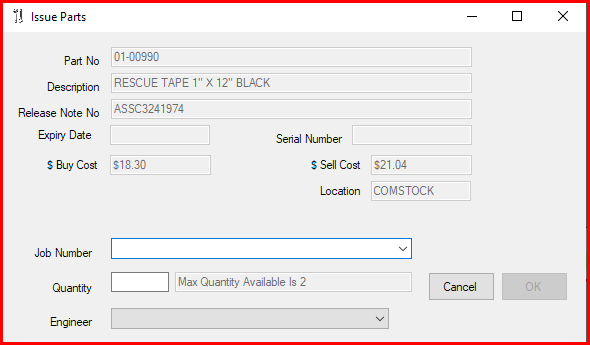 Issue Parts
Part No 01-00990
Description RESCUE TAPE 1" X 12" BLACK
Release Note No ASSC3241974
Expiry Date Serial Number
$ Buy Cost $18.30 $ Sell Cost $21.04
Location COMSTOCK
Job Number
Quantity Max Quantity Available Is 2 Cancel OK
Engineer